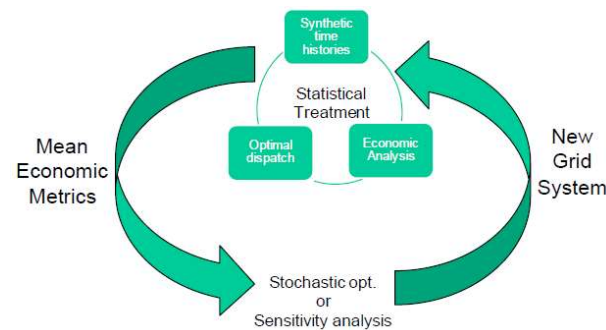 Synthetic
time
histories
Statistical
Treatment
Optimal
dispatch
Economic
Analysis
Mean
Economic
Metrics
New
Grid
System
Stochastic opt.
or
Sensitivity analysis